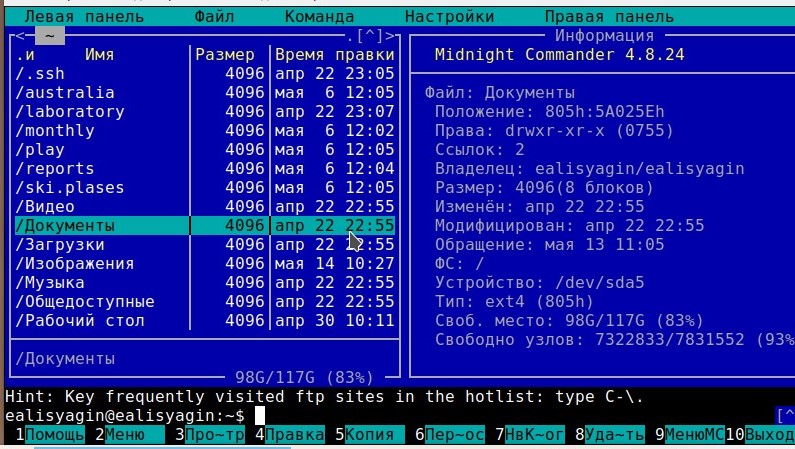 Левая панель Файл Команда Настройки Правая панель
<- ~ .[^]> Информация
.и Имя Размер Время правки Midnight Commander 4.8.24
/.ssh 4096 апр 22 23:05
/australia 4096 мая 6 12:05 Файл: Документы
/laboratory 4096 апр 22 23:07 Положение: 805h:5A025Eh
/monthly 4096 мая 6 12:02 Права: drwxr-xr-x (0755)
/play 4096 мая 6 12:05 Ссылок: 2
/reports 4096 мая 6 12:04 Владелец: ealisyagin/ealisyagin
/ski.plases 4096 мая 6 12:05 Размер: 4096(8 блоков)
/Видео 4096 апр 22 22:55 Изменён: апр 22 22:55
/Документы 4096 апр 22 22:55 Модифицирован: апр 22 22:55
/Загрузки 4096 апр 22 22:55 Обращение: мая 13 11:05
/Изображения 4096 мая 14 10:27 ФС: /
/Музыка 4096 апр 22 22:55 Устройство: /dev/sda5
/Общедоступные 4096 апр 22 22:55 Тип: ext4 (805h)
/Рабочий стол 4096 апр 30 10:11 Своб. место: 98G/117G (83%)
Свободно узлов: 7322833/7831552 (93%
/Документы
98G/117G (83%)
Hint: Key frequently visited ftp sites in the hotlist: type C-\.
ealisyagin@ealisyagin:~$ [^
1Помощь 2Меню 3Про~тр 4Правка 5Копия 6Пер~ос 7НвК~ог 8Уда~ть 9МенюМС 10Выход